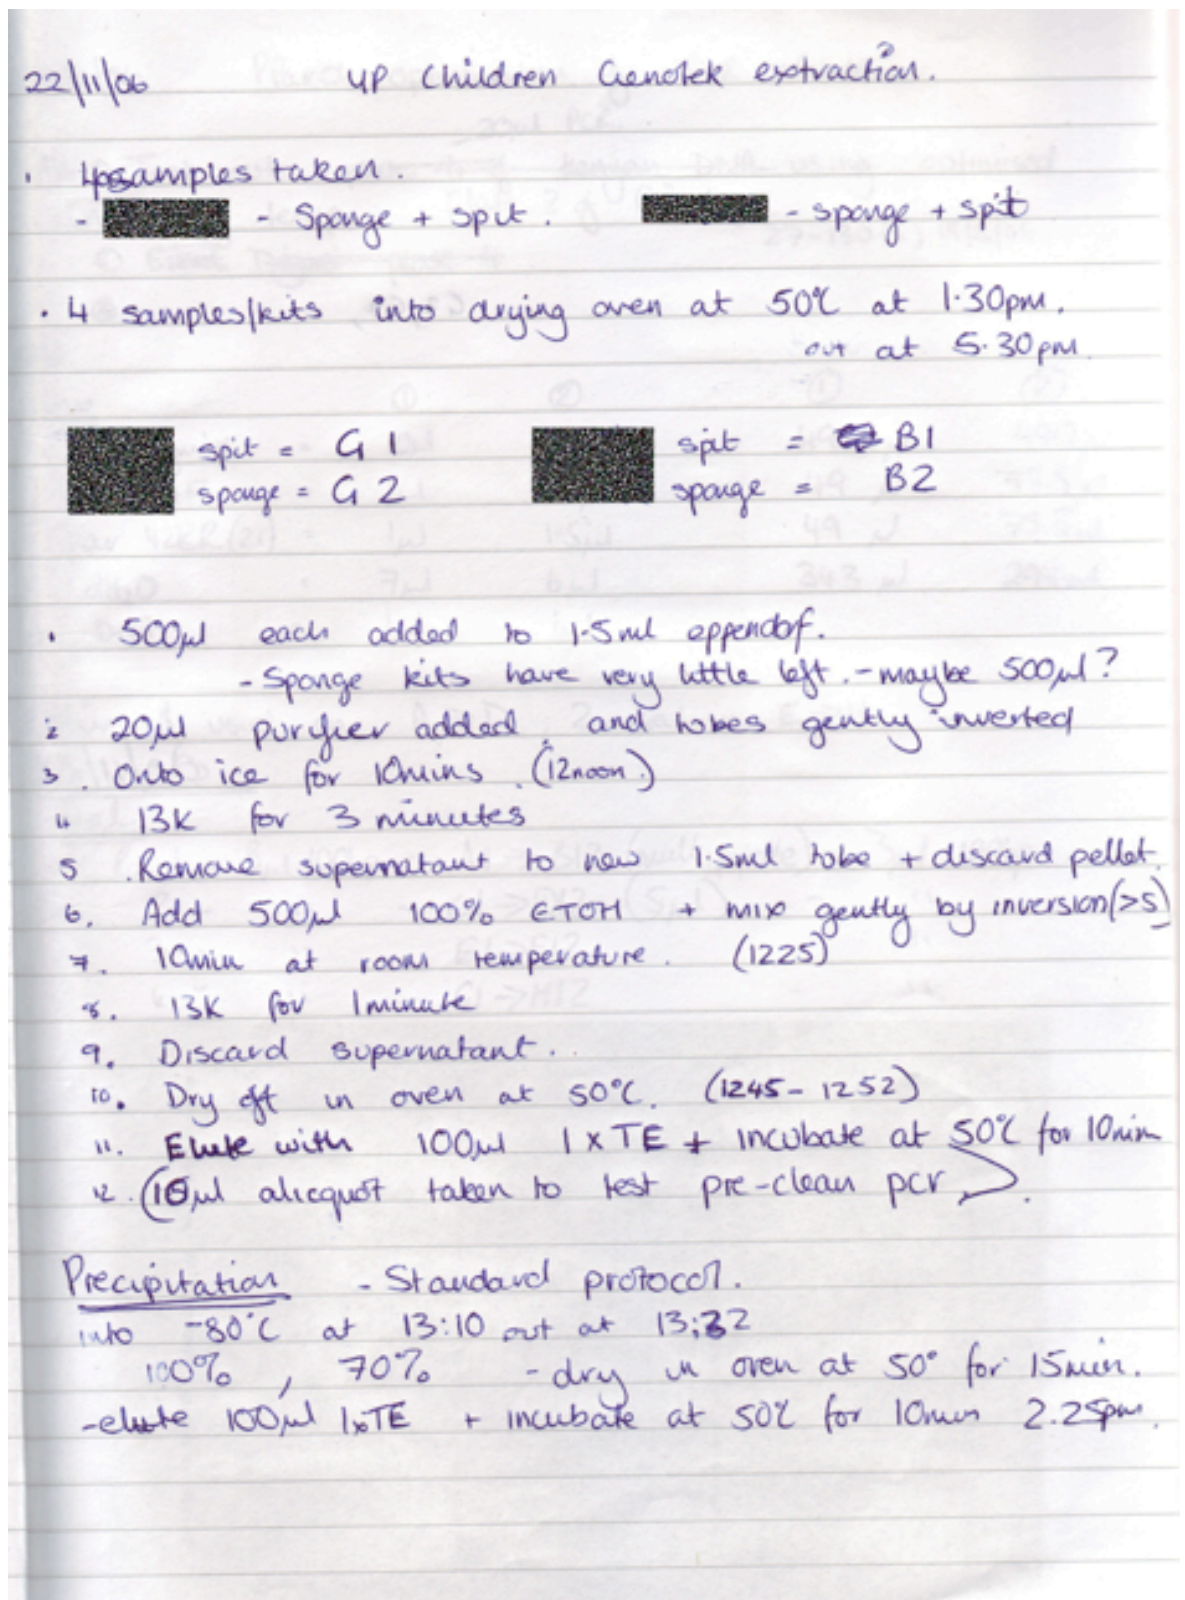 22/11/06 4P Children Genotek extraction.
• 4 samples taken.
- - Sponge + Spit. - sponge + spit
• 4 samples/kits into drying oven at 50℃ at 1·30pm.
out at 5·30pm.
spit = G1 spit = B1
sponge = G2 sponge = B2
• 500µl each added to 1·5ml eppendorf.
- Sponge kits have very little left. - maybe 500µl?
2 20µl purifier added. and tubes gently inverted
3. Onto ice for 10mins. (12noon.)
4 13K for 3 minutes
5 . Remove supernatant to new 1·5ml tube + discard pellet.
6. Add 500µl 100% ETOH + mix gently by inversion (>5)
7. 10min at room temperature. (1225)
8. 13K for 1minute
9. Discard supernatant.
10. Dry off in oven at 50°C. (1245 - 1252)
11. Elute with 100µl 1 x TE + incubate at 50℃ for 10min
12. (10µl alicquot taken to test pre-clean pcr).
Precipitation - Standard protocol.
into -80°C at 13:10 out at 13:32
100%, 70% - dry in oven at 50° for 15min.
- elute 100µl 1xTE + incubate at 50℃ for 10min 2.25pm.